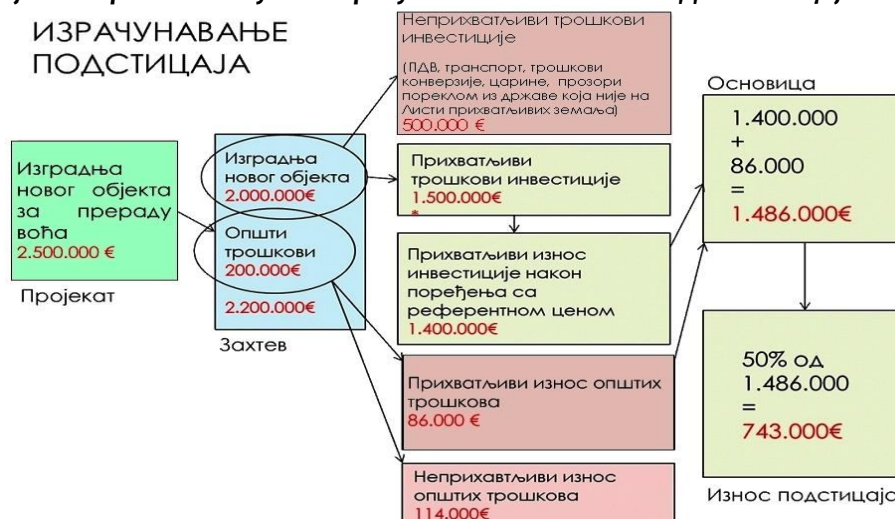 ИЗРАЧУНАВАЊЕ
ПОДСТИЦАЈА
Изградња
новог објекта
за прераду
воћа
2.500.000 €
Пројекат
Изградња
новог објекта
2.000.000€
Општи
трошкови
200.000€
2.200.000€
Захтев
Неприхватљиви трошкови
инвестиције
(ПДВ, транспорт, трошкови
конверзије, царине, прозори
пореклом из државе која није на
Листи прихватљивих земаља)
500.000 €
Прихватљиви
трошкови инвестиције
1.500.000€
*
Прихватљиви износ
инвестиције након
поређења са
референтном ценом
1.400.000€
Прихватљиви износ општих
трошкова
86.000 €
Неприхавтљиви износ
општих трошкова
114.000€
Основица
1.400.000
+
86.000
=
1.486.000€
50% од
1.486.000
=
743.000€
Износ подстицаја